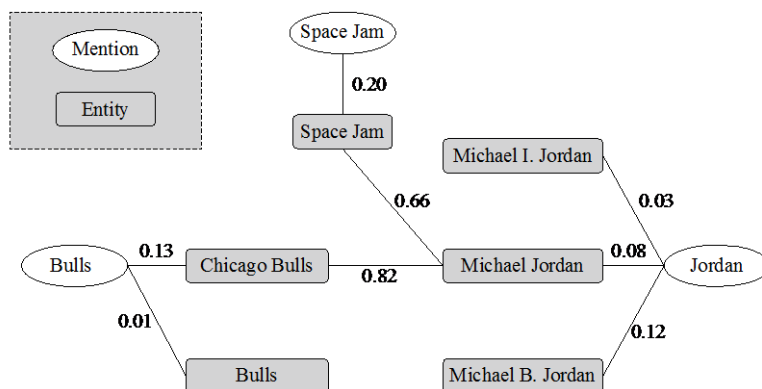 Mention
Entity
Space Jam
0.20
Space Jam
Michael I. Jordan
0.66
0.03
Bulls
0.13
Chicago Bulls
0.82
Michael Jordan
0.08
Jordan
0.01
0.12
Bulls
Michael B. Jordan